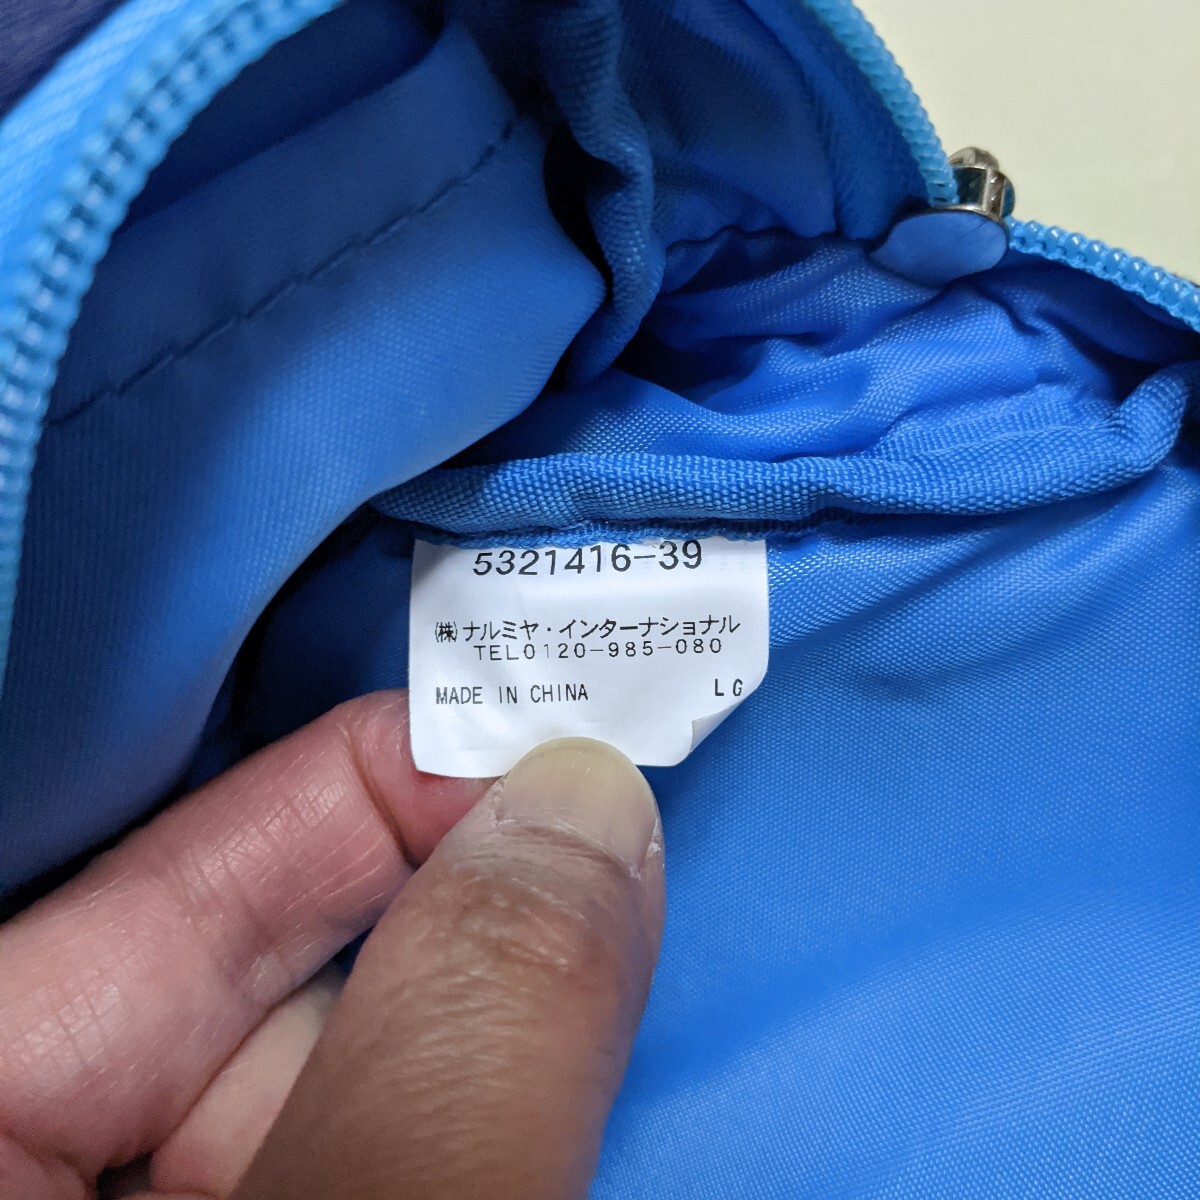 5321416-39
㈱ナルミヤ・インターナショナル
TEL0120-985-080
MADE IN CHINA LG